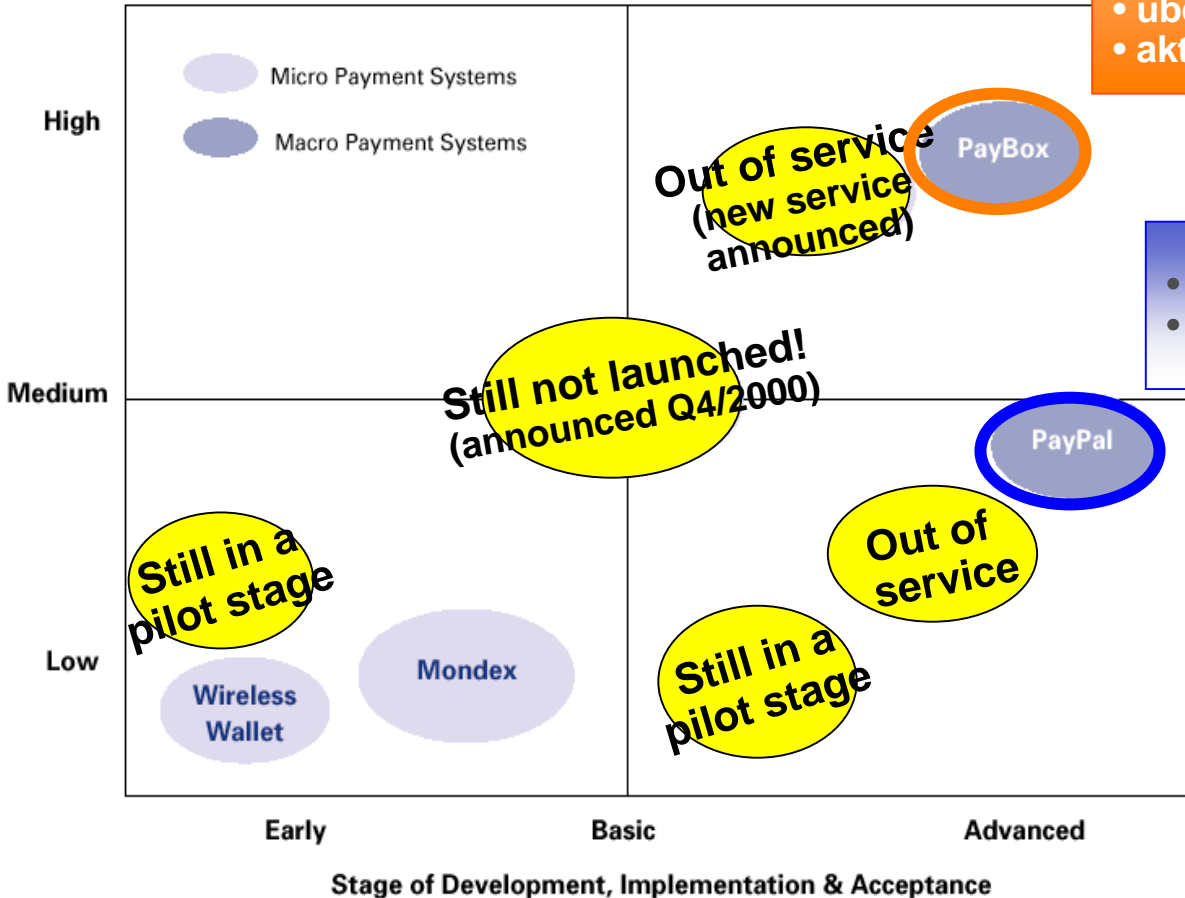 Micro Payment Systems
Macro Payment Systems
High
Medium
Low
PayBox
Out of service
(new service
announced)
Still not launched!
(announced Q4/2000)
PayPal
Out of
service
Still in a
pilot stage
Still in a
pilot stage
Mondex
Wireless
Wallet
Early
Basic
Advanced
Stage of Development, Implementation & Acceptance